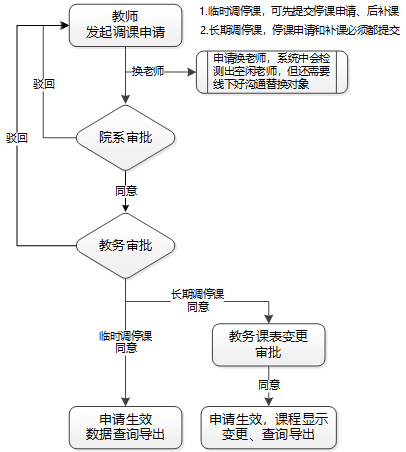 教师
发起调课申请
1.临时调停课，可先提交停课申请、后补课
2.长期调停课，停课申请和补课必须都提交
换老师
申请换老师，系统中会检
测出空闲老师，但还需要
线下好沟通替换对象
驳回
驳回
院系审批
同意
教务审批
长期调停课
同意
临时调停课
同意
教务课表变更
审批
同意
申请生效
数据查询导出
申请生效，课程显示
变更、查询导出